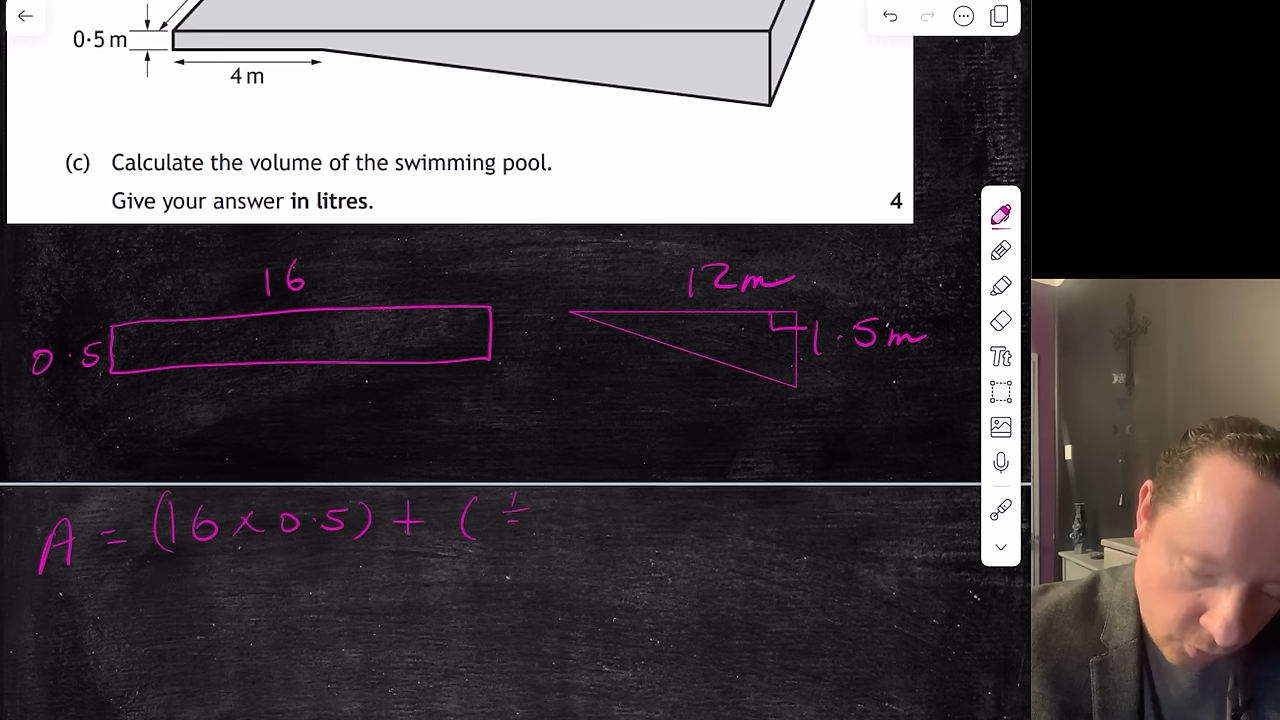 0·5 m
4 m
(c) Calculate the volume of the swimming pool.
Give your answer in litres. 4
16
12m
0.5
1.5m
A = (16 x 0.5) + (
Tt